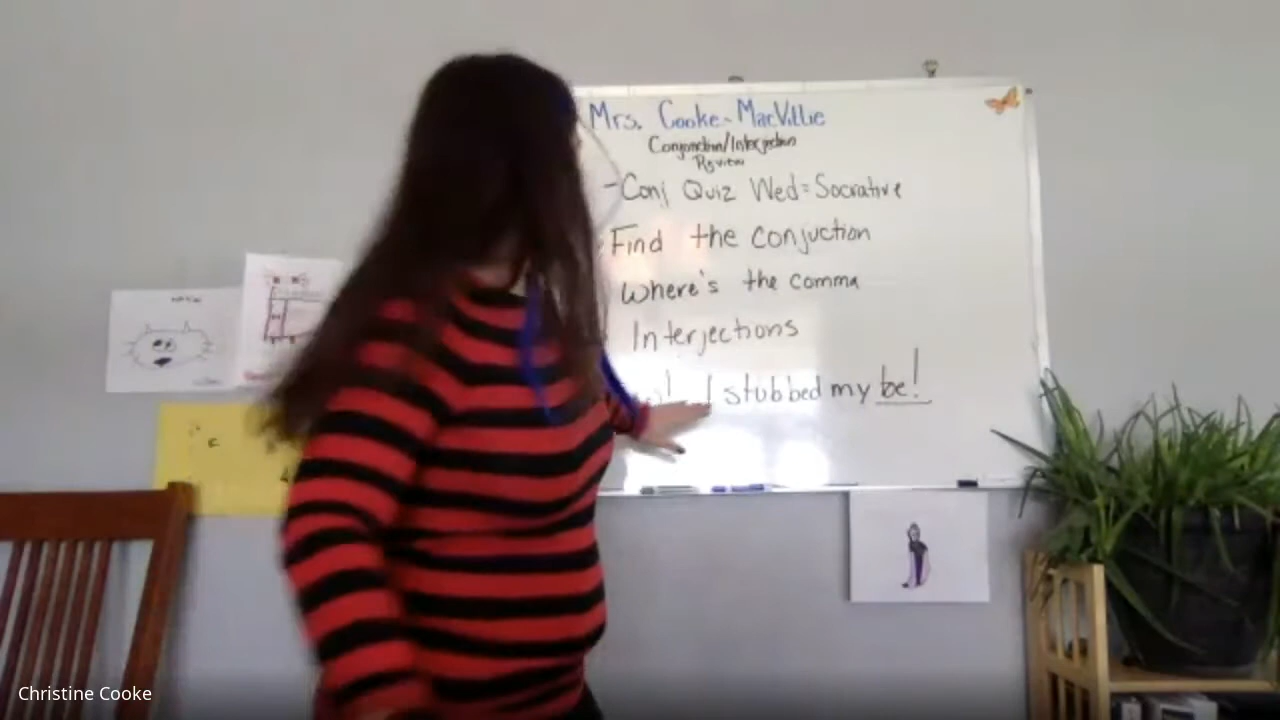 Mrs. Cooke-MacVillie
Conjunction/Interjection
Review
-Conj Quiz Wed=Socrative
Find the conjuction
Where's the comma
Interjections
! I stubbed my be!
Christine Cooke